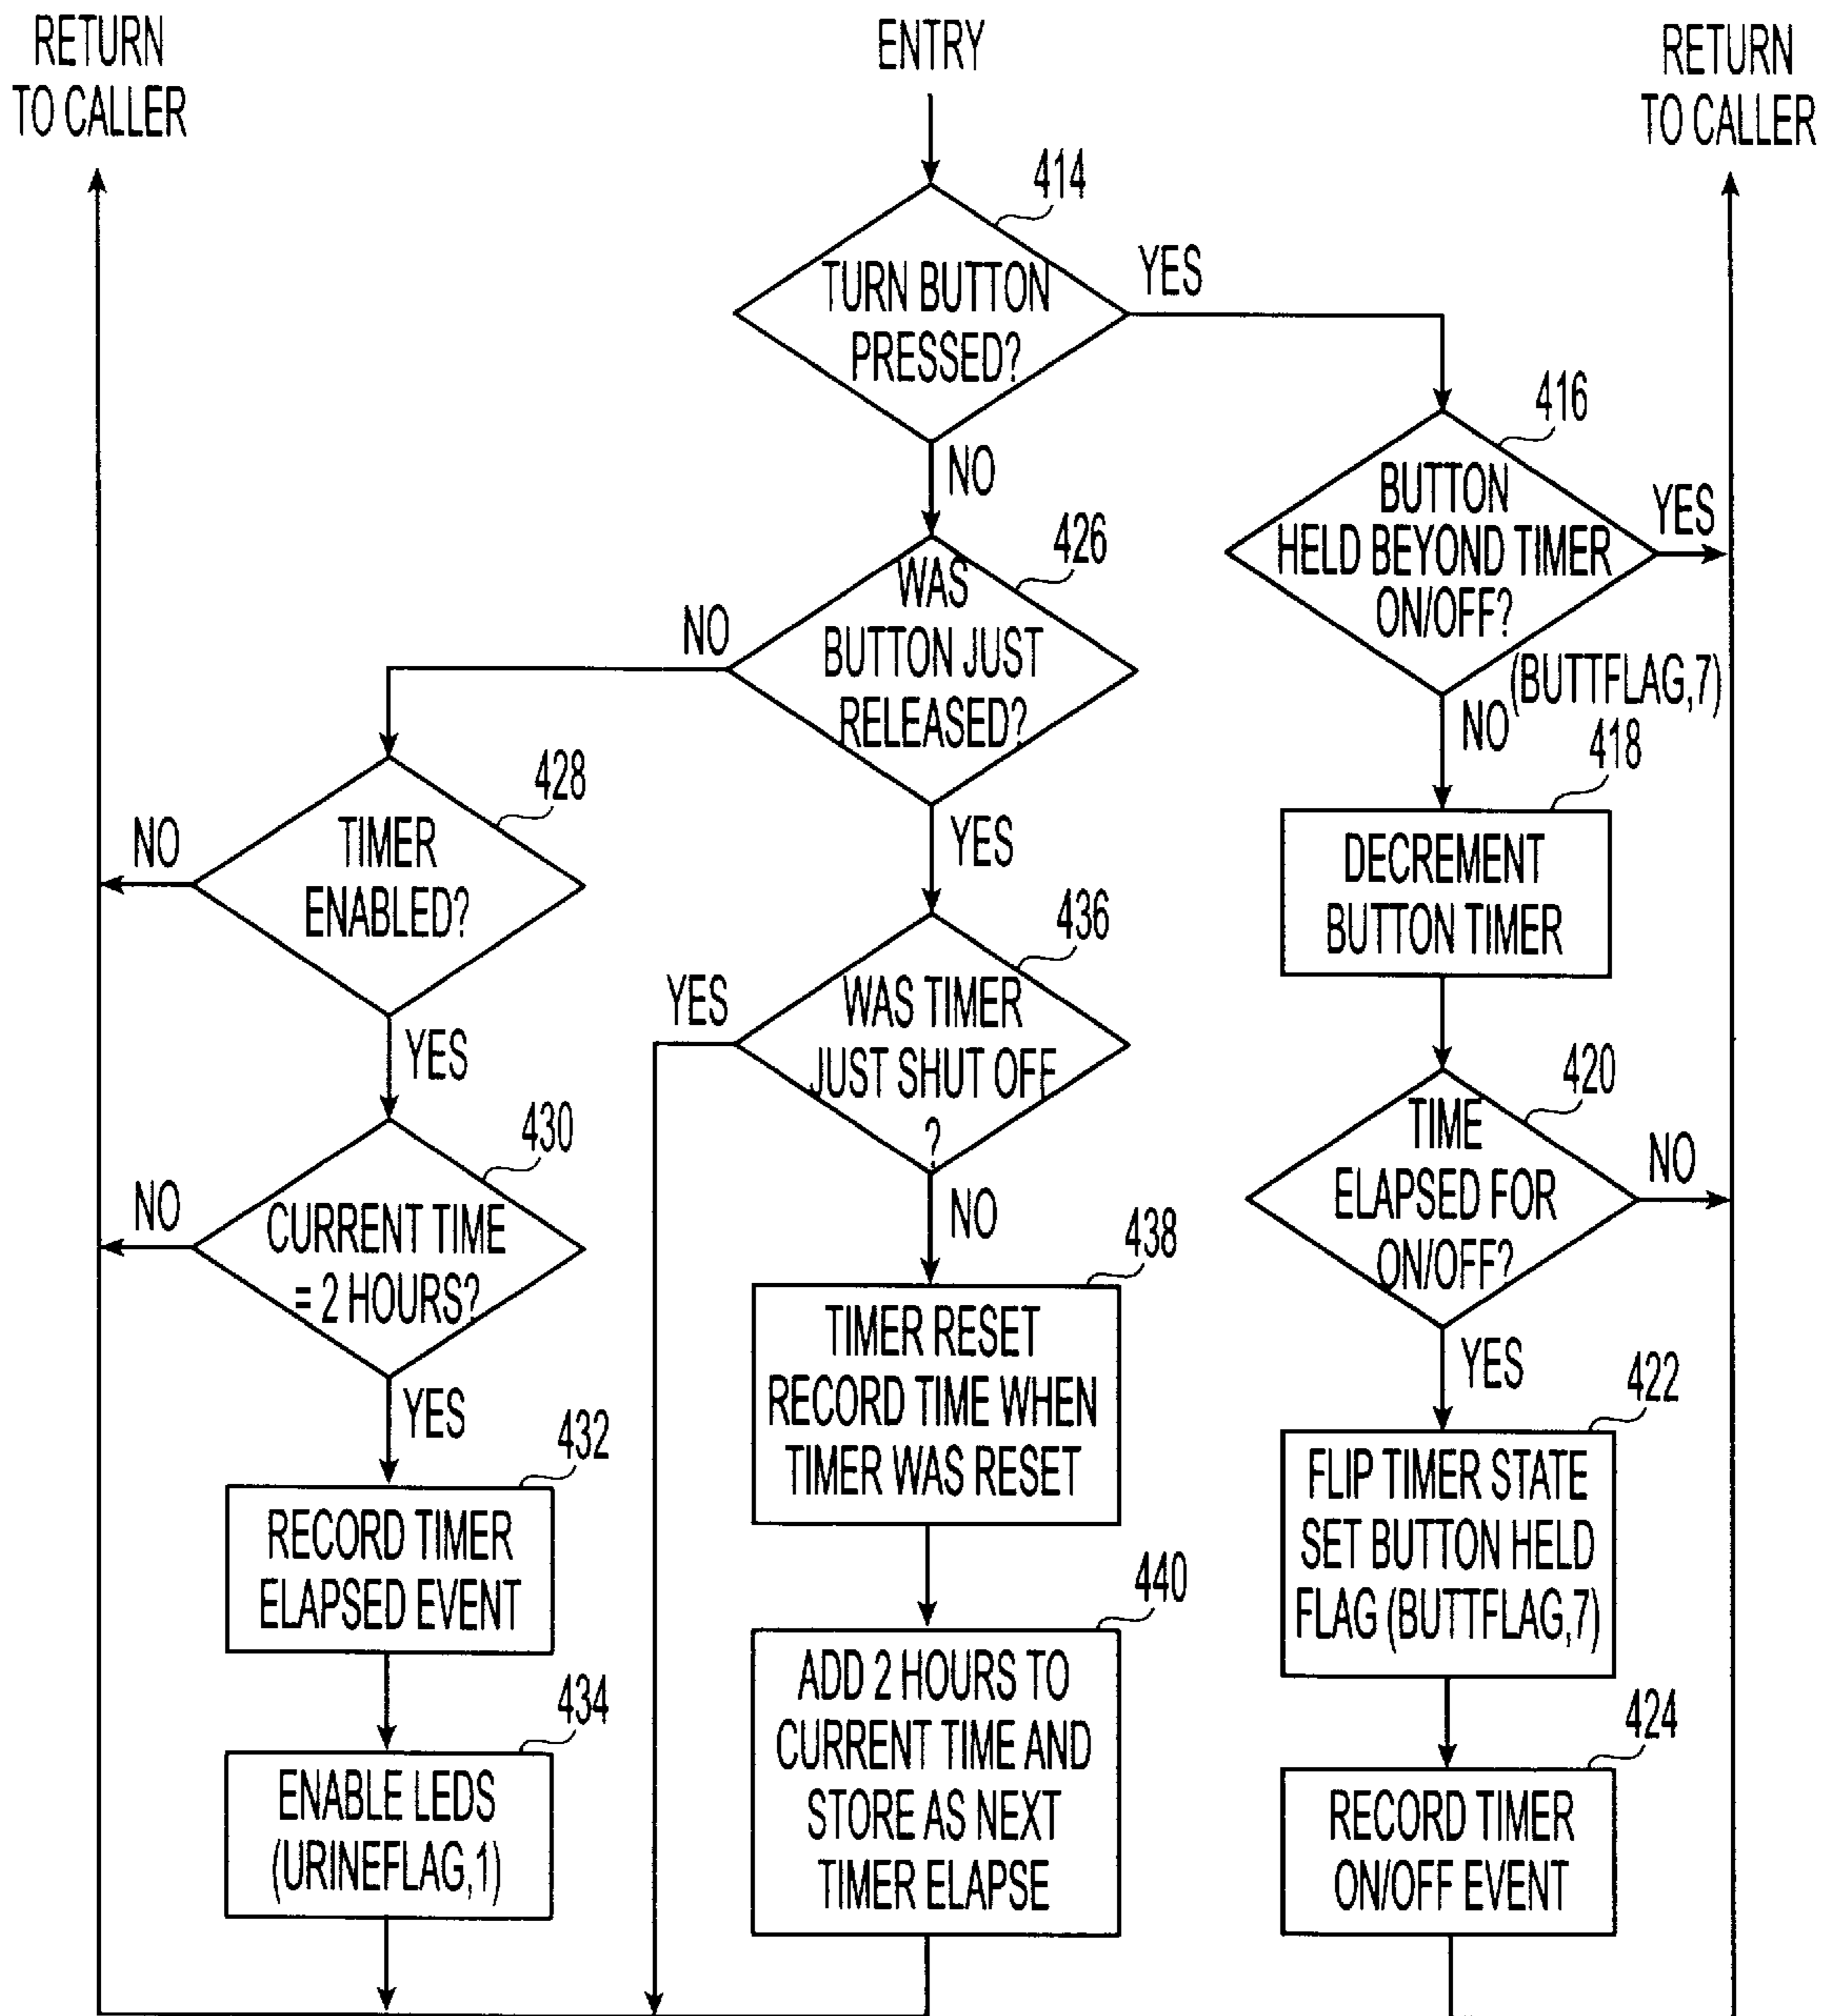 RETURN
TO CALLER
ENTRY
RETURN
TO CALLER
414
TURN BUTTON
PRESSED?
YES
NO
416
BUTTON
HELD BEYOND TIMER
ON/OFF?
YES
(BUTTFLAG,7)
NO
418
DECREMENT
BUTTON TIMER
420
TIME
ELAPSED FOR
ON/OFF?
NO
YES
422
FLIP TIMER STATE
SET BUTTON HELD
FLAG (BUTTFLAG,7)
424
RECORD TIMER
ON/OFF EVENT
426
WAS
BUTTON JUST
RELEASED?
NO
YES
428
TIMER
ENABLED?
NO
YES
430
CURRENT TIME
= 2 HOURS?
NO
YES
432
RECORD TIMER
ELAPSED EVENT
434
ENABLE LEDS
(URINEFLAG,1)
436
WAS TIMER
JUST SHUT OFF
?
YES
NO
438
TIMER RESET
RECORD TIME WHEN
TIMER WAS RESET
440
ADD 2 HOURS TO
CURRENT TIME AND
STORE AS NEXT
TIMER ELAPSE